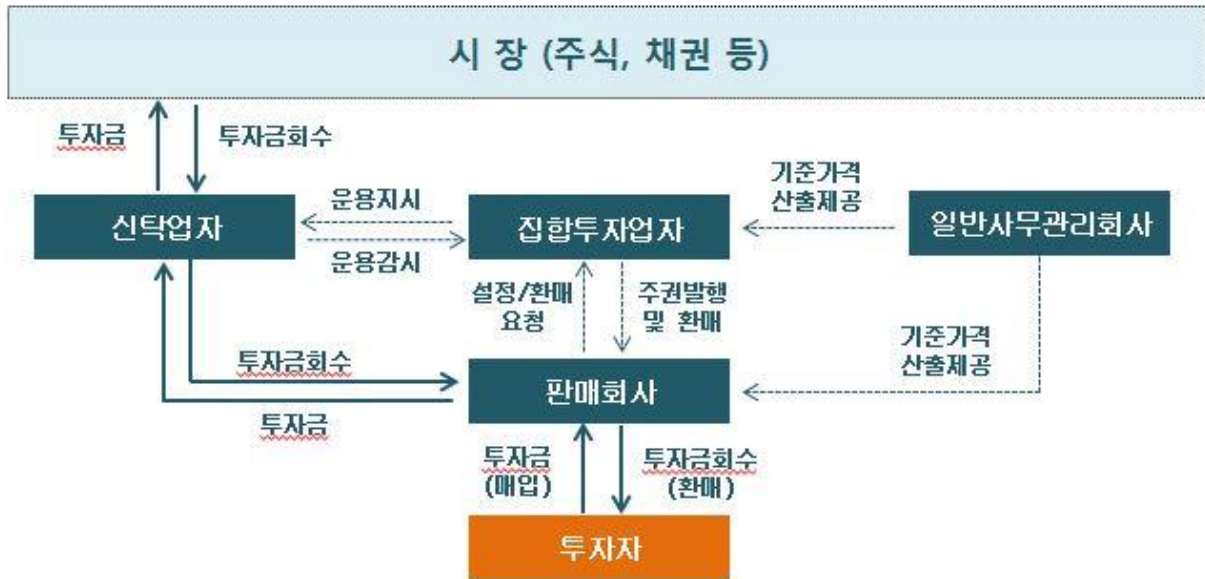 시 장 (주식, 채권 등)
투자금
투자금회수
신탁업자
운용지시
운용감시
집합투자업자
기준가격
산출제공
일반사무관리회사
설정/환매
요청
주권발행
및 환매
기준가격
산출제공
투자금회수
투자금
판매회사
투자금
(매입)
투자금회수
(환매)
투자자